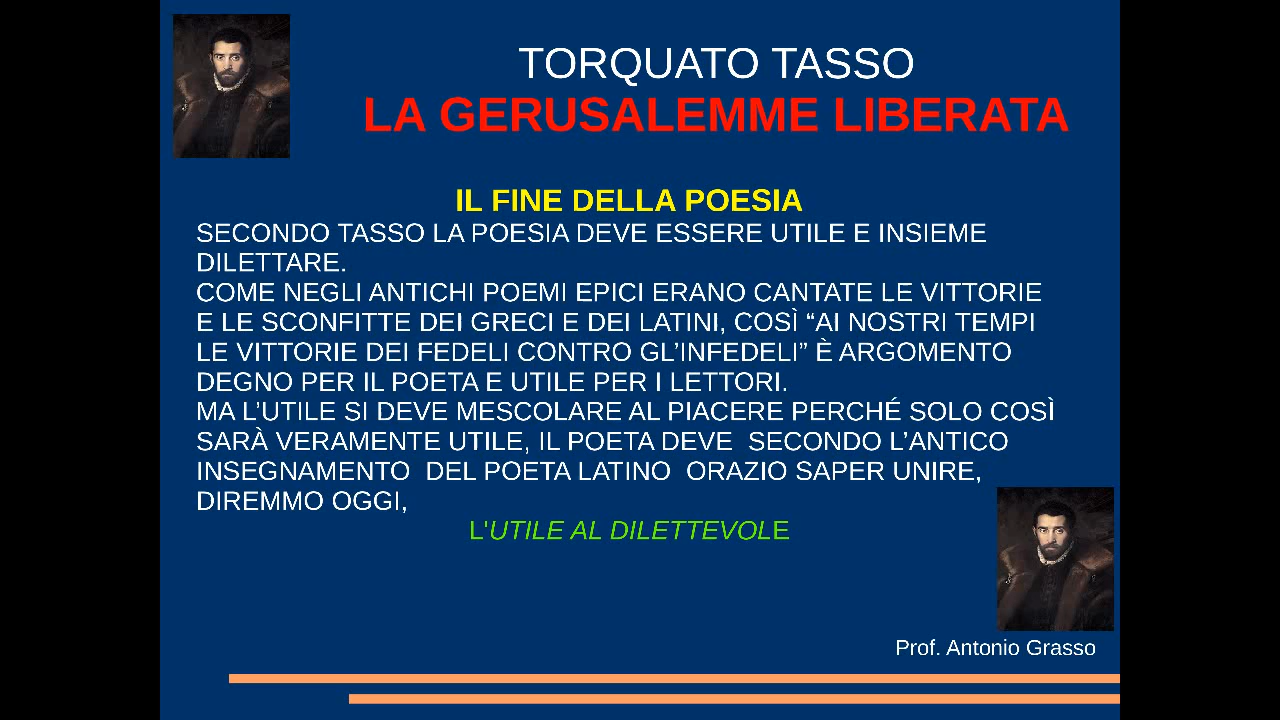 TORQUATO TASSO
LA GERUSALEMME LIBERATA
IL FINE DELLA POESIA
SECONDO TASSO LA POESIA DEVE ESSERE UTILE E INSIEME
DILETTARE.
COME NEGLI ANTICHI POEMI EPICI ERANO CANTATE LE VITTORIE
E LE SCONFITTE DEI GRECI E DEI LATINI, COSÌ “AI NOSTRI TEMPI
LE VITTORIE DEI FEDELI CONTRO GL’INFEDELI” È ARGOMENTO
DEGNO PER IL POETA E UTILE PER I LETTORI.
MA L’UTILE SI DEVE MESCOLARE AL PIACERE PERCHÉ SOLO COSÌ
SARÀ VERAMENTE UTILE, IL POETA DEVE  SECONDO L’ANTICO
INSEGNAMENTO  DEL POETA LATINO  ORAZIO SAPER UNIRE,
DIREMMO OGGI,
L'UTILE AL DILETTEVOLE
Prof. Antonio Grasso